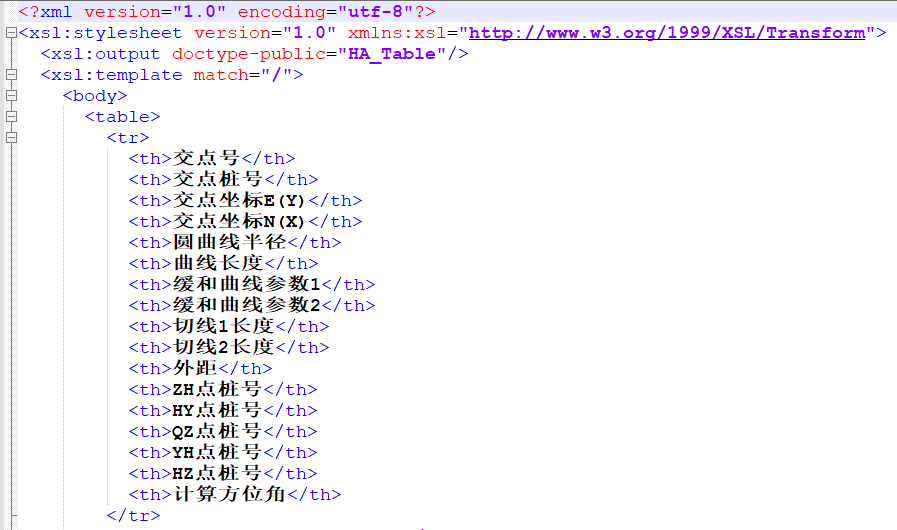 <?xml version="1.0" encoding="utf-8"?>
<xsl:stylesheet version="1.0" xmlns:xsl="http://www.w3.org/1999/XSL/Transform">
<xsl:output doctype-public="HA_Table"/>
<xsl:template match="/">
<body>
<table>
<tr>
<th>交点号</th>
<th>交点桩号</th>
<th>交点坐标E(Y)</th>
<th>交点坐标N(X)</th>
<th>圆曲线半径</th>
<th>曲线长度</th>
<th>缓和曲线参数1</th>
<th>缓和曲线参数2</th>
<th>切线1长度</th>
<th>切线2长度</th>
<th>外距</th>
<th>ZH点桩号</th>
<th>HY点桩号</th>
<th>QZ点桩号</th>
<th>YH点桩号</th>
<th>HZ点桩号</th>
<th>计算方位角</th>
</tr>